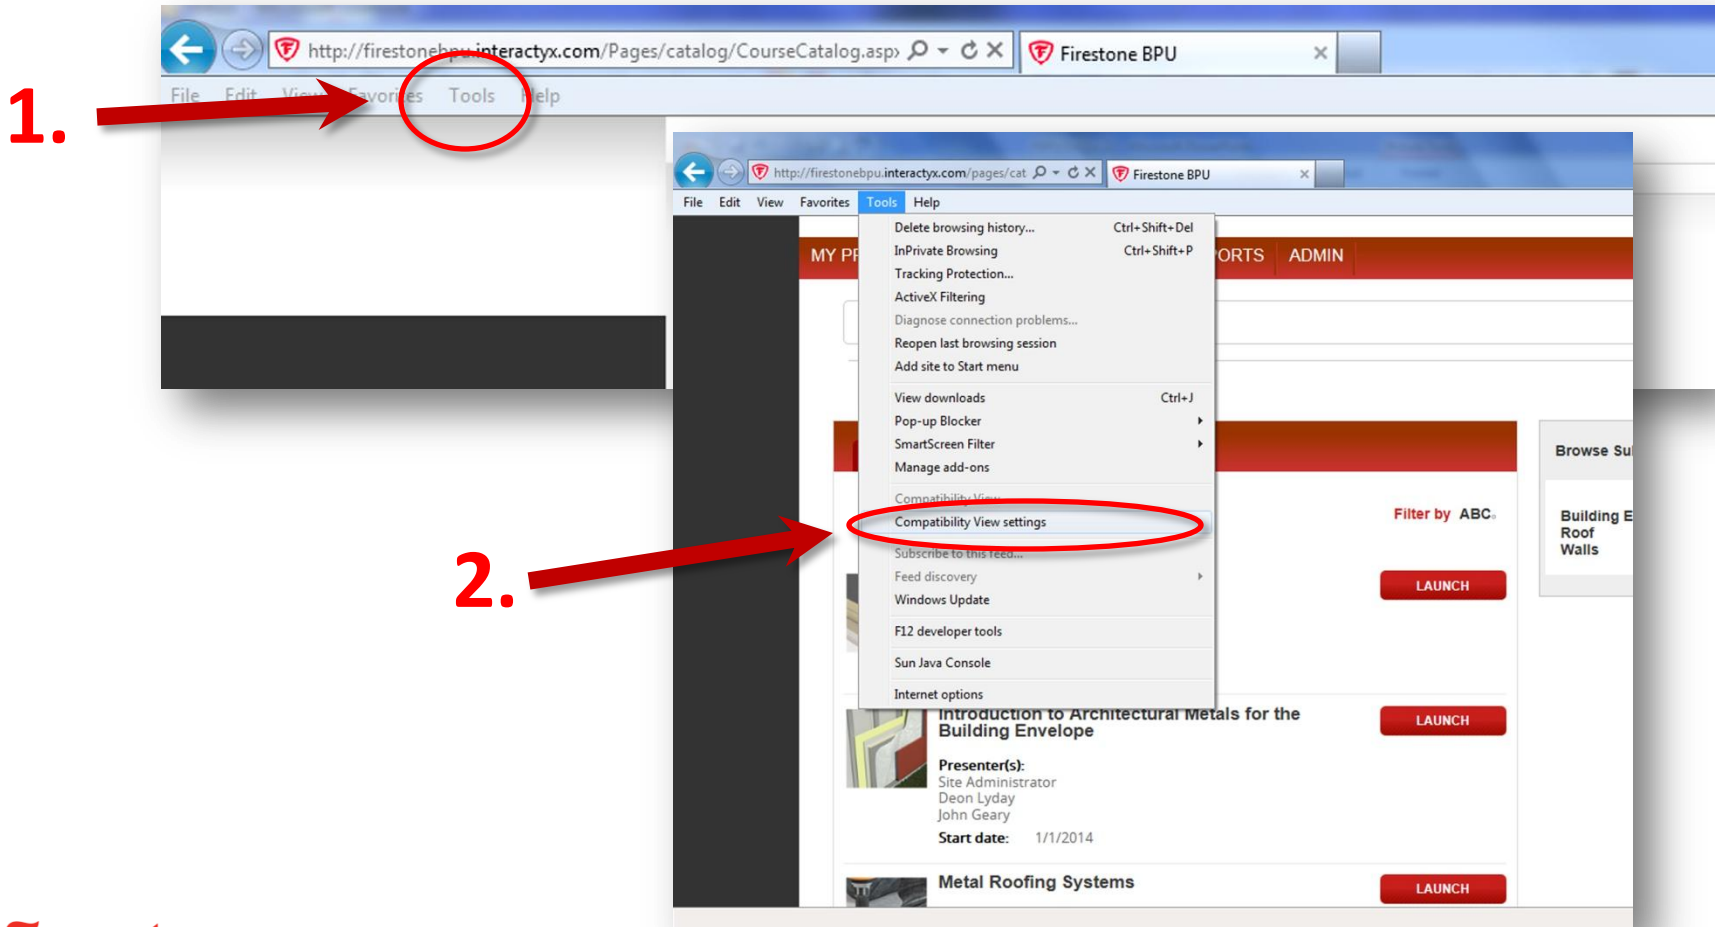 http://firestonebpu.interactyx.com/Pages/catalog/CourseCatalog.asp
Firestone BPU
File Edit View Favorites Tools Help
1.
http://firestonebpu.interactyx.com/pages/cat
Firestone BPU
File Edit View Favorites Tools Help
Delete browsing history... Ctrl+Shift+Del
MY ORTS ADMIN
InPrivate Browsing Ctrl+Shift+P
Tracking Protection...
ActiveX Filtering
Diagnose connection problems...
Reopen last browsing session
Add site to Start menu
View downloads Ctrl+J
Pop-up Blocker
SmartScreen Filter
Manage add-ons
Browse Su
Compatibility View
Compatibility View settings
Filter by ABC
Building E
Roof
Walls
2.
Subscribe to this feed...
Feed discovery
Windows Update
LAUNCH
F12 developer tools
Sun Java Console
Internet options
Introduction to Architectural Metals for the
Building Envelope
LAUNCH
Presenter(s):
Site Administrator
Deon Lyday
John Geary
Start date: 1/1/2014
Metal Roofing Systems
LAUNCH